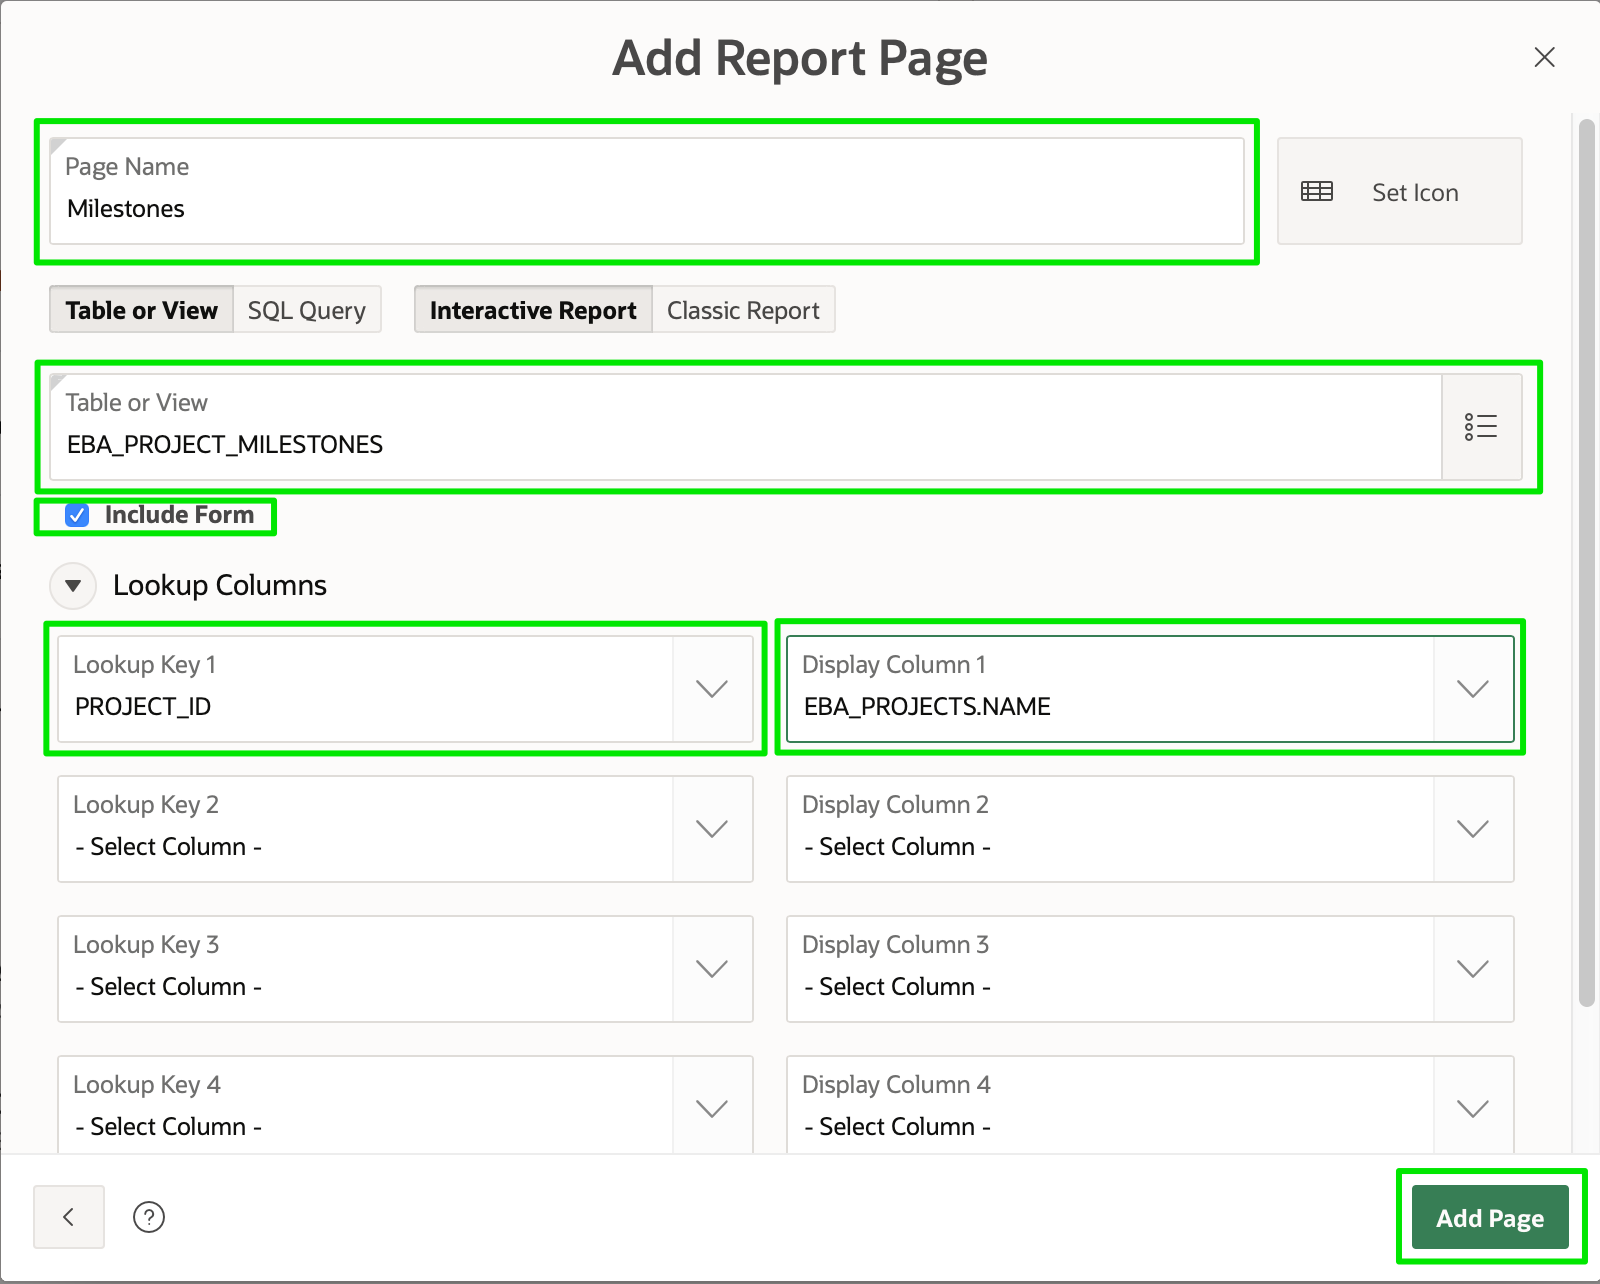 Add Report Page
Page Name
Milestones
Set Icon
Table or View
SQL Query
Interactive Report
Classic Report
Table or View
EBA_PROJECT_MILESTONES
Include Form
Lookup Columns
Lookup Key 1
PROJECT_ID
Display Column 1
EBA_PROJECTS.NAME
Lookup Key 2
- Select Column -
Display Column 2
- Select Column -
Lookup Key 3
- Select Column -
Display Column 3
- Select Column -
Lookup Key 4
- Select Column -
Display Column 4
- Select Column -
?
Add Page